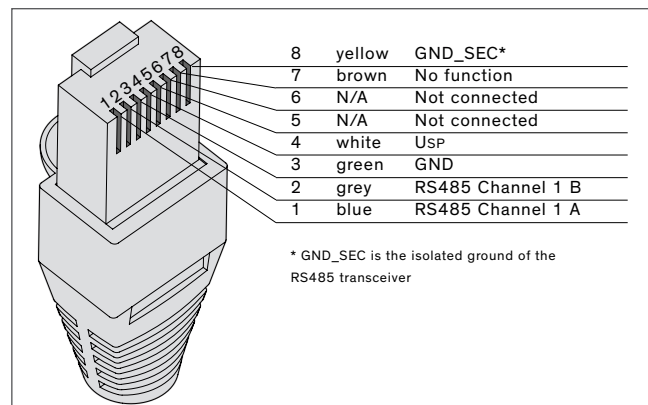 12345678
8 yellow GND_SEC*
7 brown No function
6 N/A Not connected
5 N/A Not connected
4 white USP
3 green GND
2 grey RS485 Channel 1 B
1 blue RS485 Channel 1 A
* GND_SEC is the isolated ground of the
RS485 transceiver